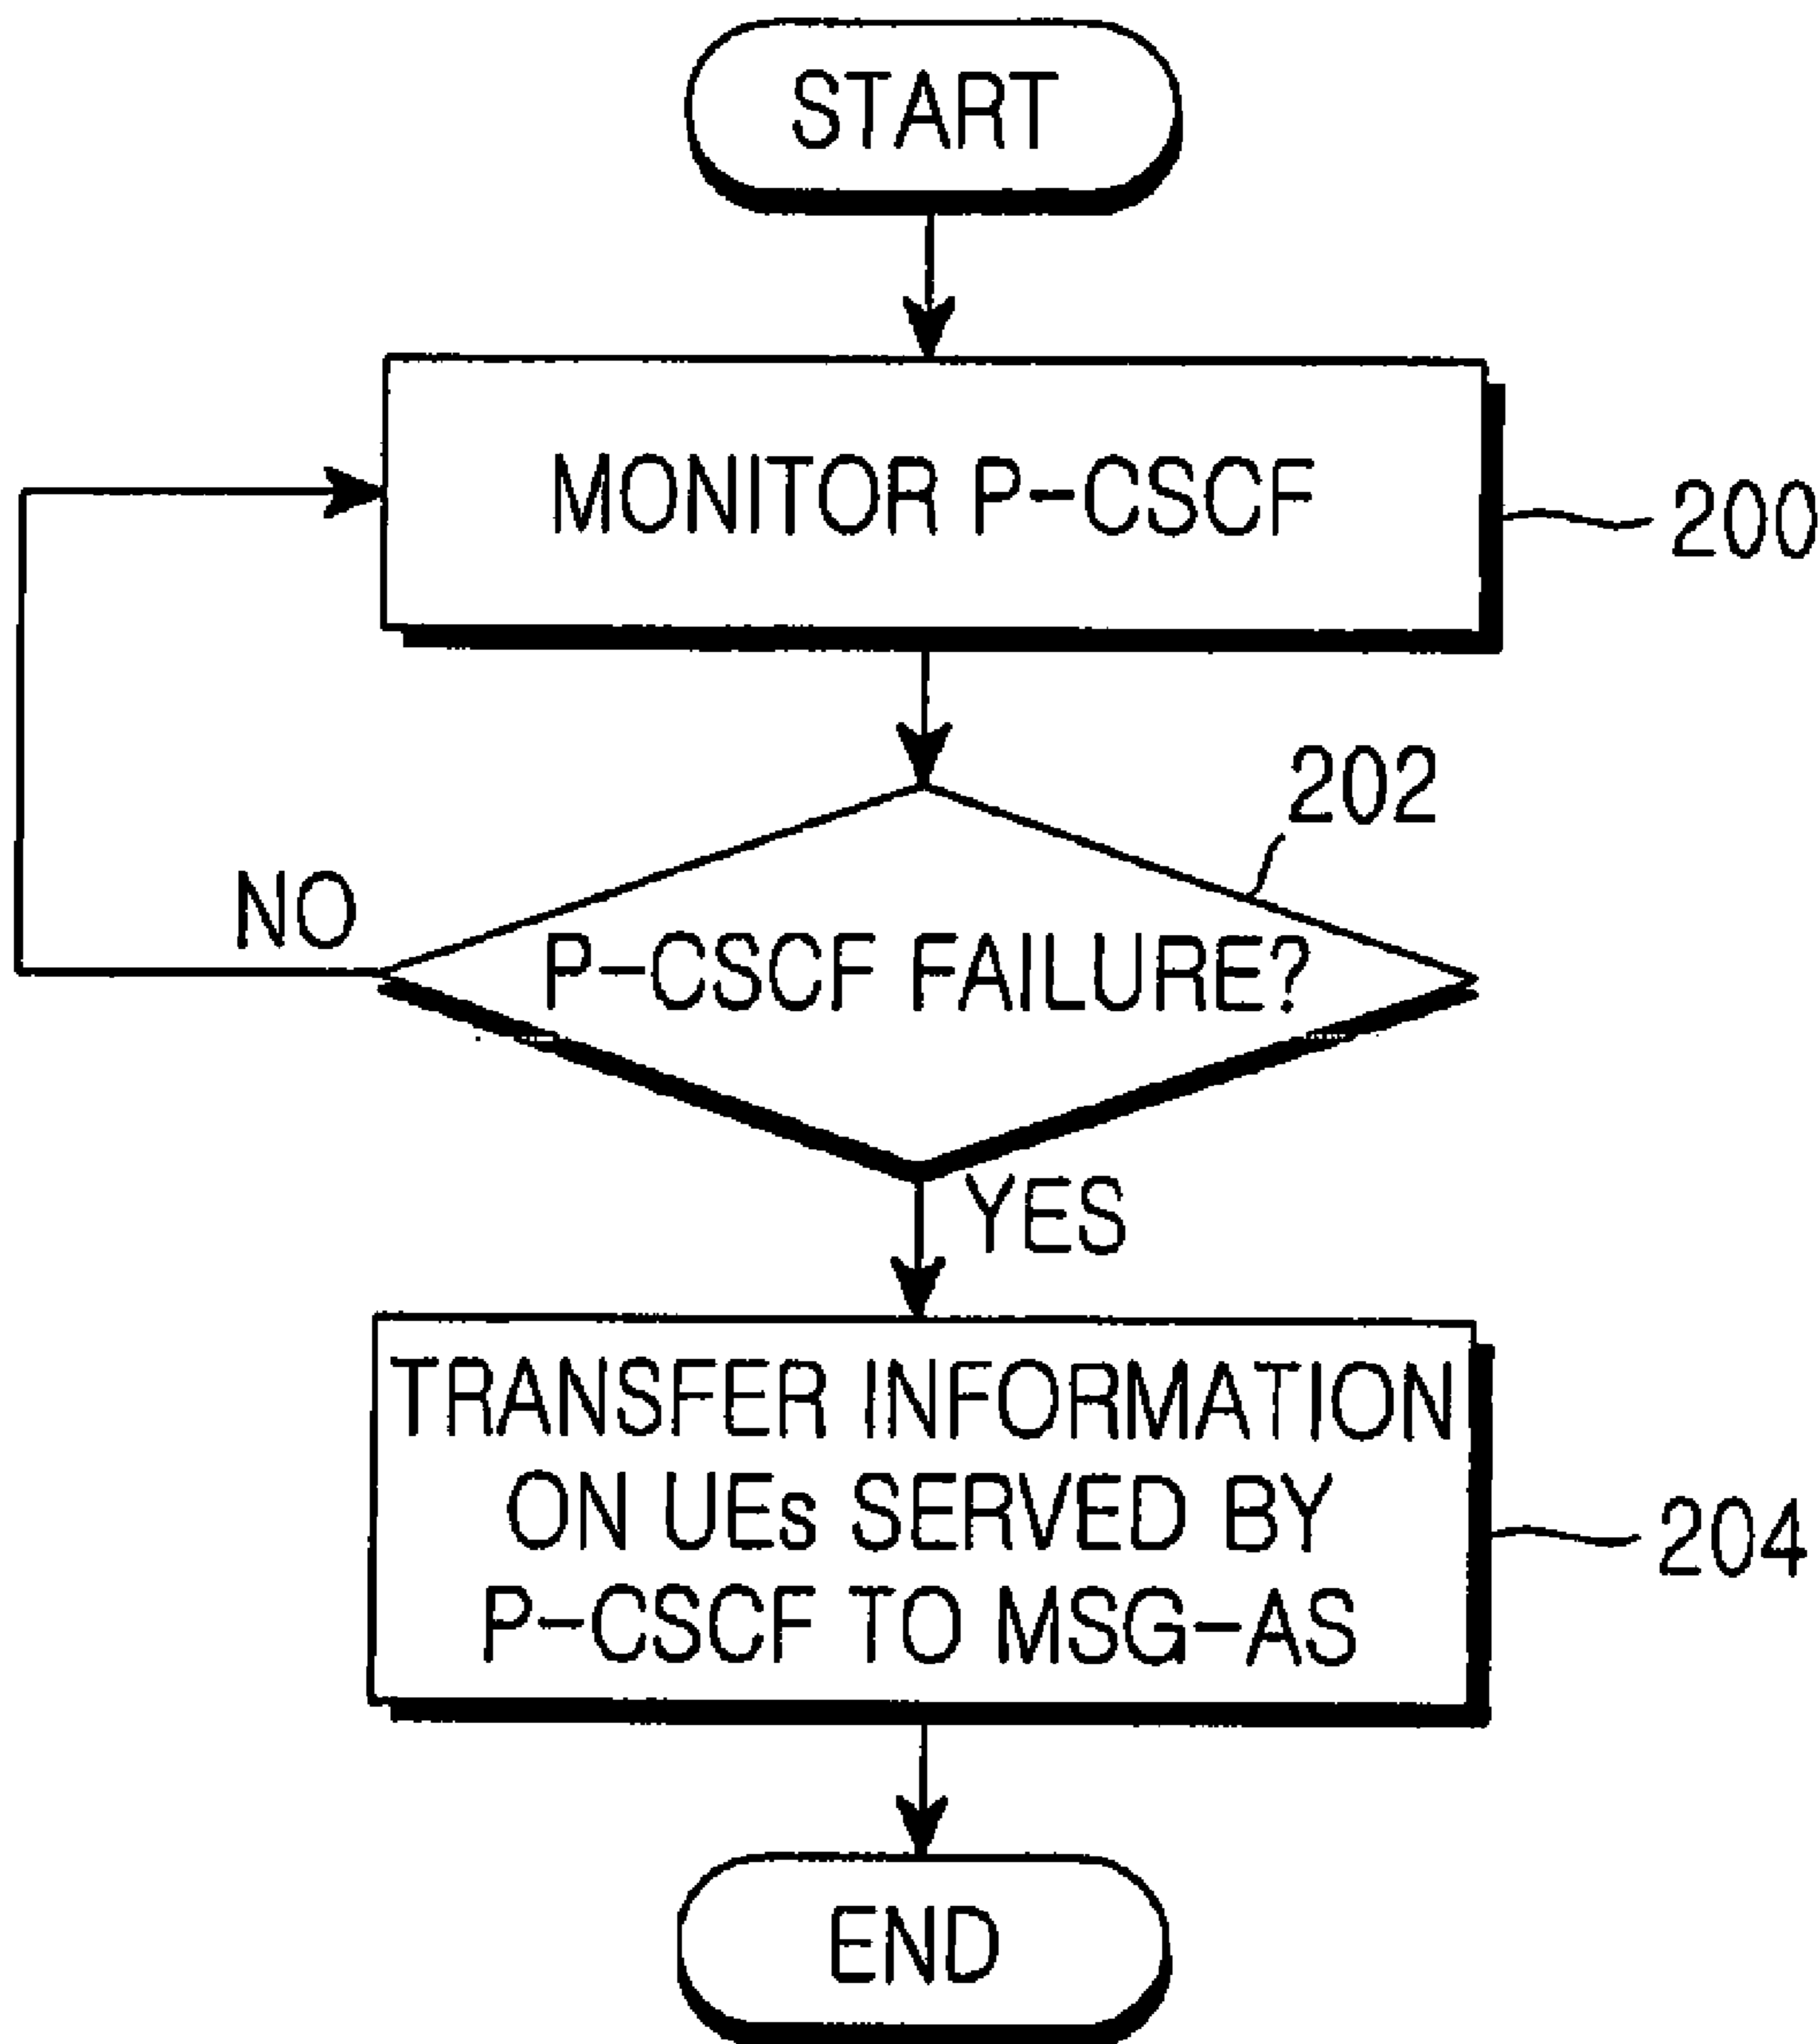 START
MONITOR P-CSCF
200
202
NO
P-CSCF FAILURE?
YES
TRANSFER INFORMATION
ON UEs SERVED BY
P-CSCF TO MSG-AS
204
END